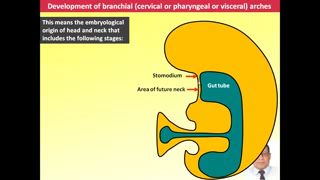 Development of branchial (cervical or pharyngeal or visceral) arches
This means the embryological
origin of head and neck that
includes the following stages:
Stomodium
Gut tube
Area of future neck